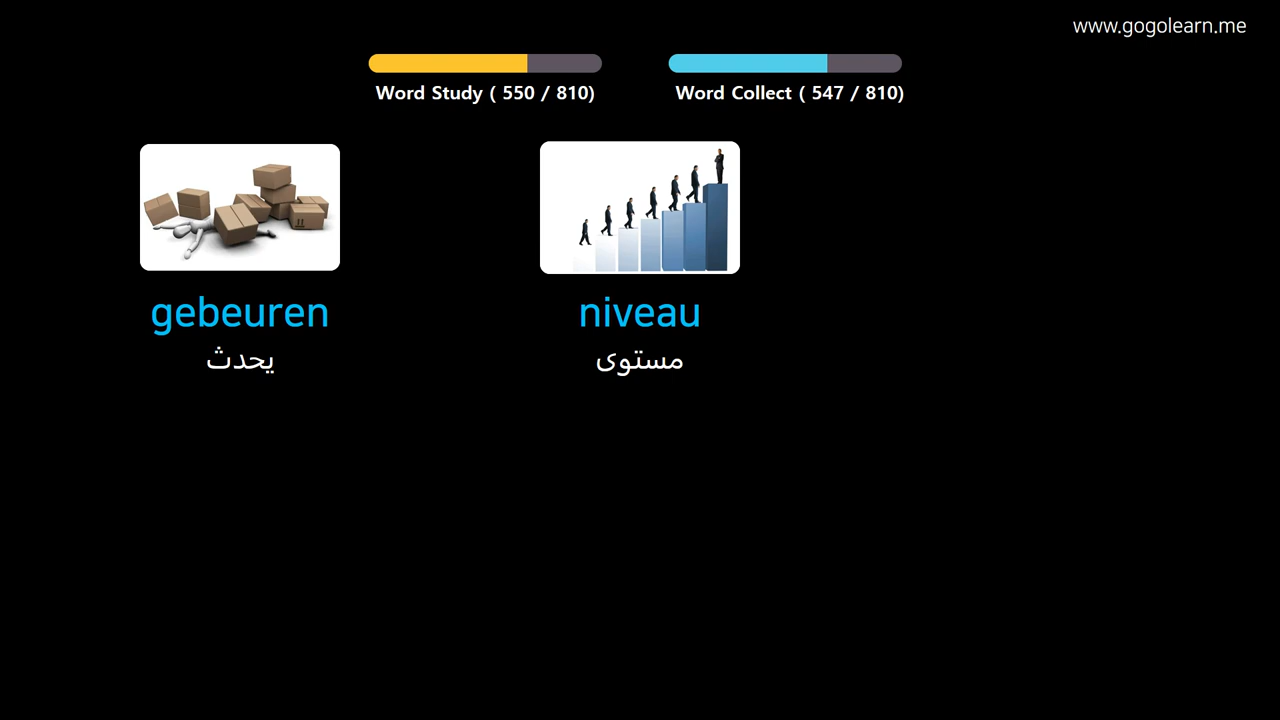 www.gogolearn.me
Word Study ( 550 / 810)
Word Collect ( 547 / 810)
gebeuren
يحدث
niveau
مستوى